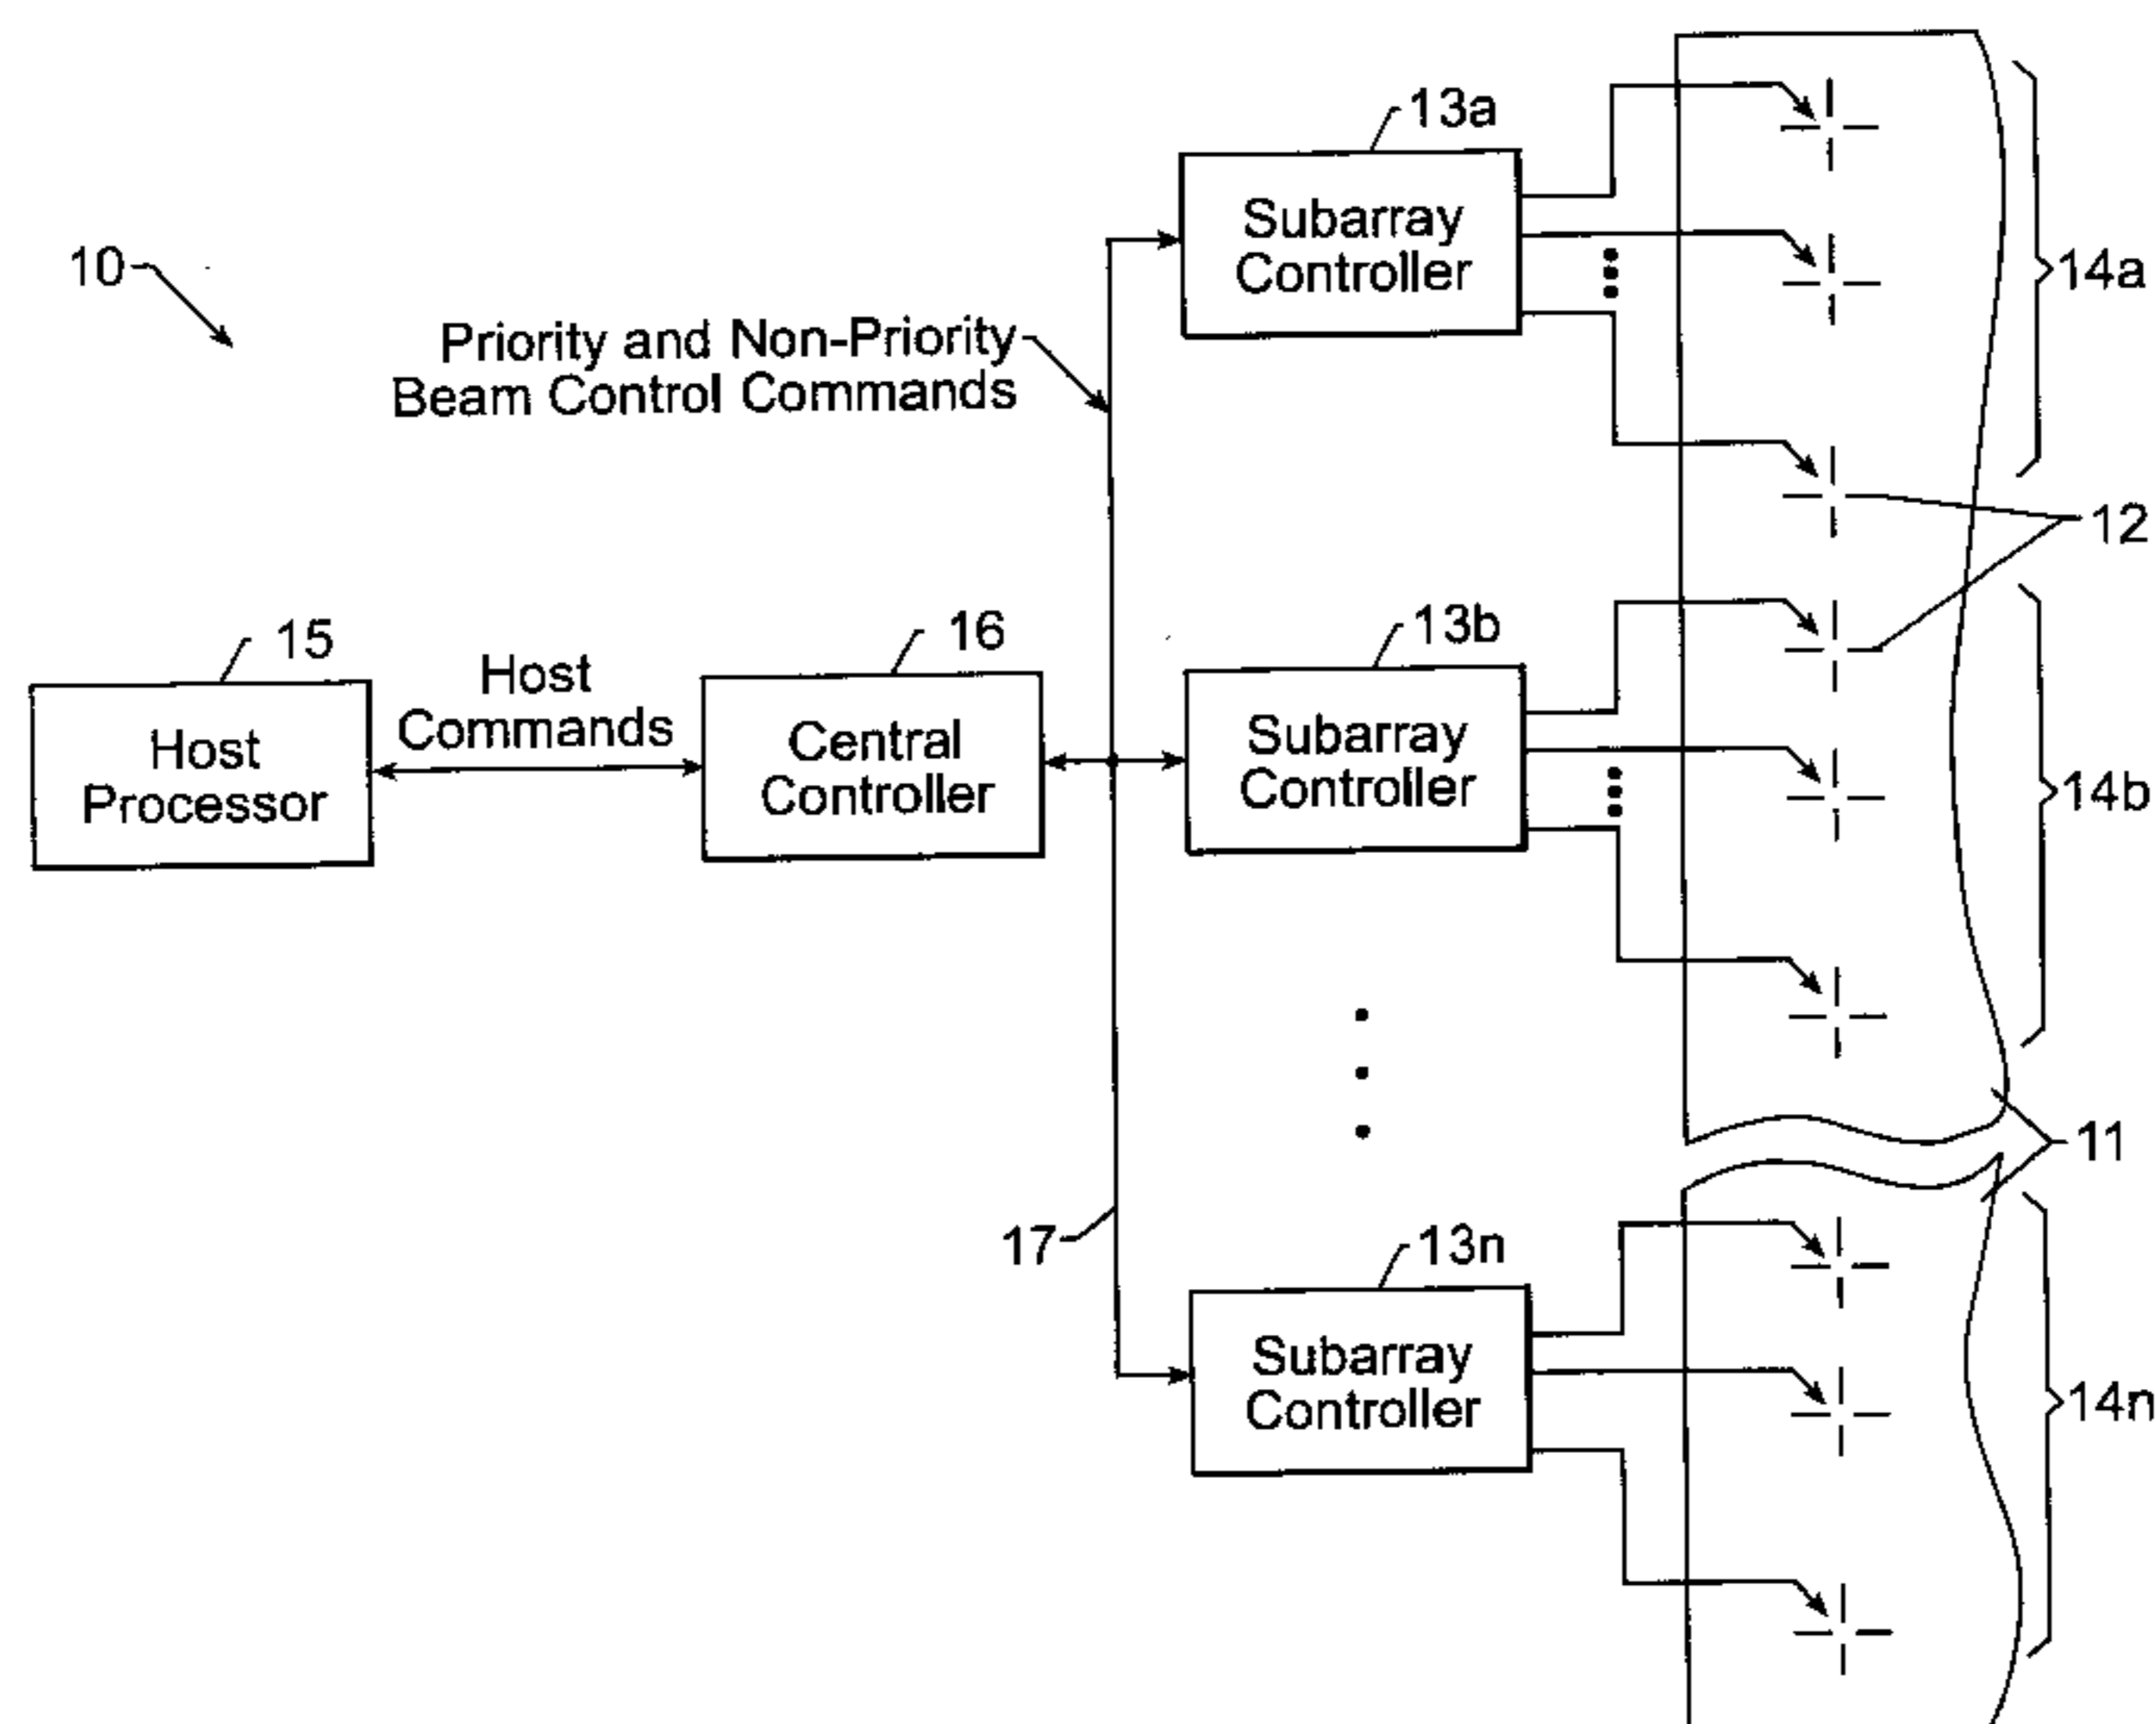 13a
Subarray
Controller
10
14a
Priority and Non-Priority
Beam Control Commands
12
15
Host
Commands
16
13b
Host
Processor
Central
Controller
Subarray
Controller
14b
11
17
13n
Subarray
Controller
14n